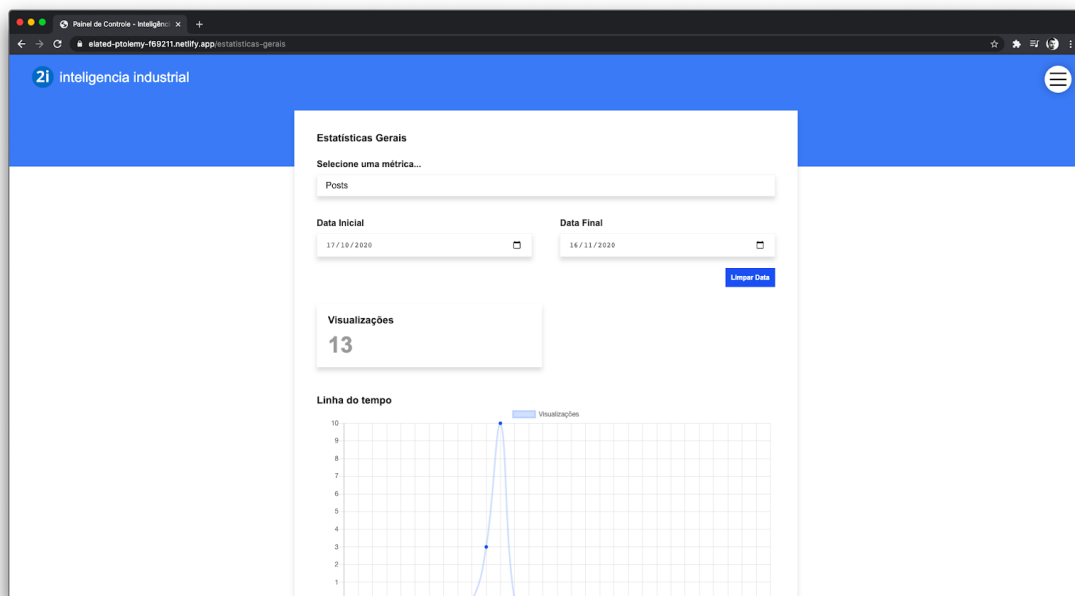 Painel de Controle - Inteligênci
elated-ptolemy-f69211.netlify.app/estatisticas-gerais
2i inteligencia industrial
Estatísticas Gerais
Selecione uma métrica...
Posts
Data Inicial
Data Final
17/10/2020
16/11/2020
Limpar Data
Visualizações
13
Linha do tempo
Visualizações
10
9
8
7
6
5
4
3
2
1